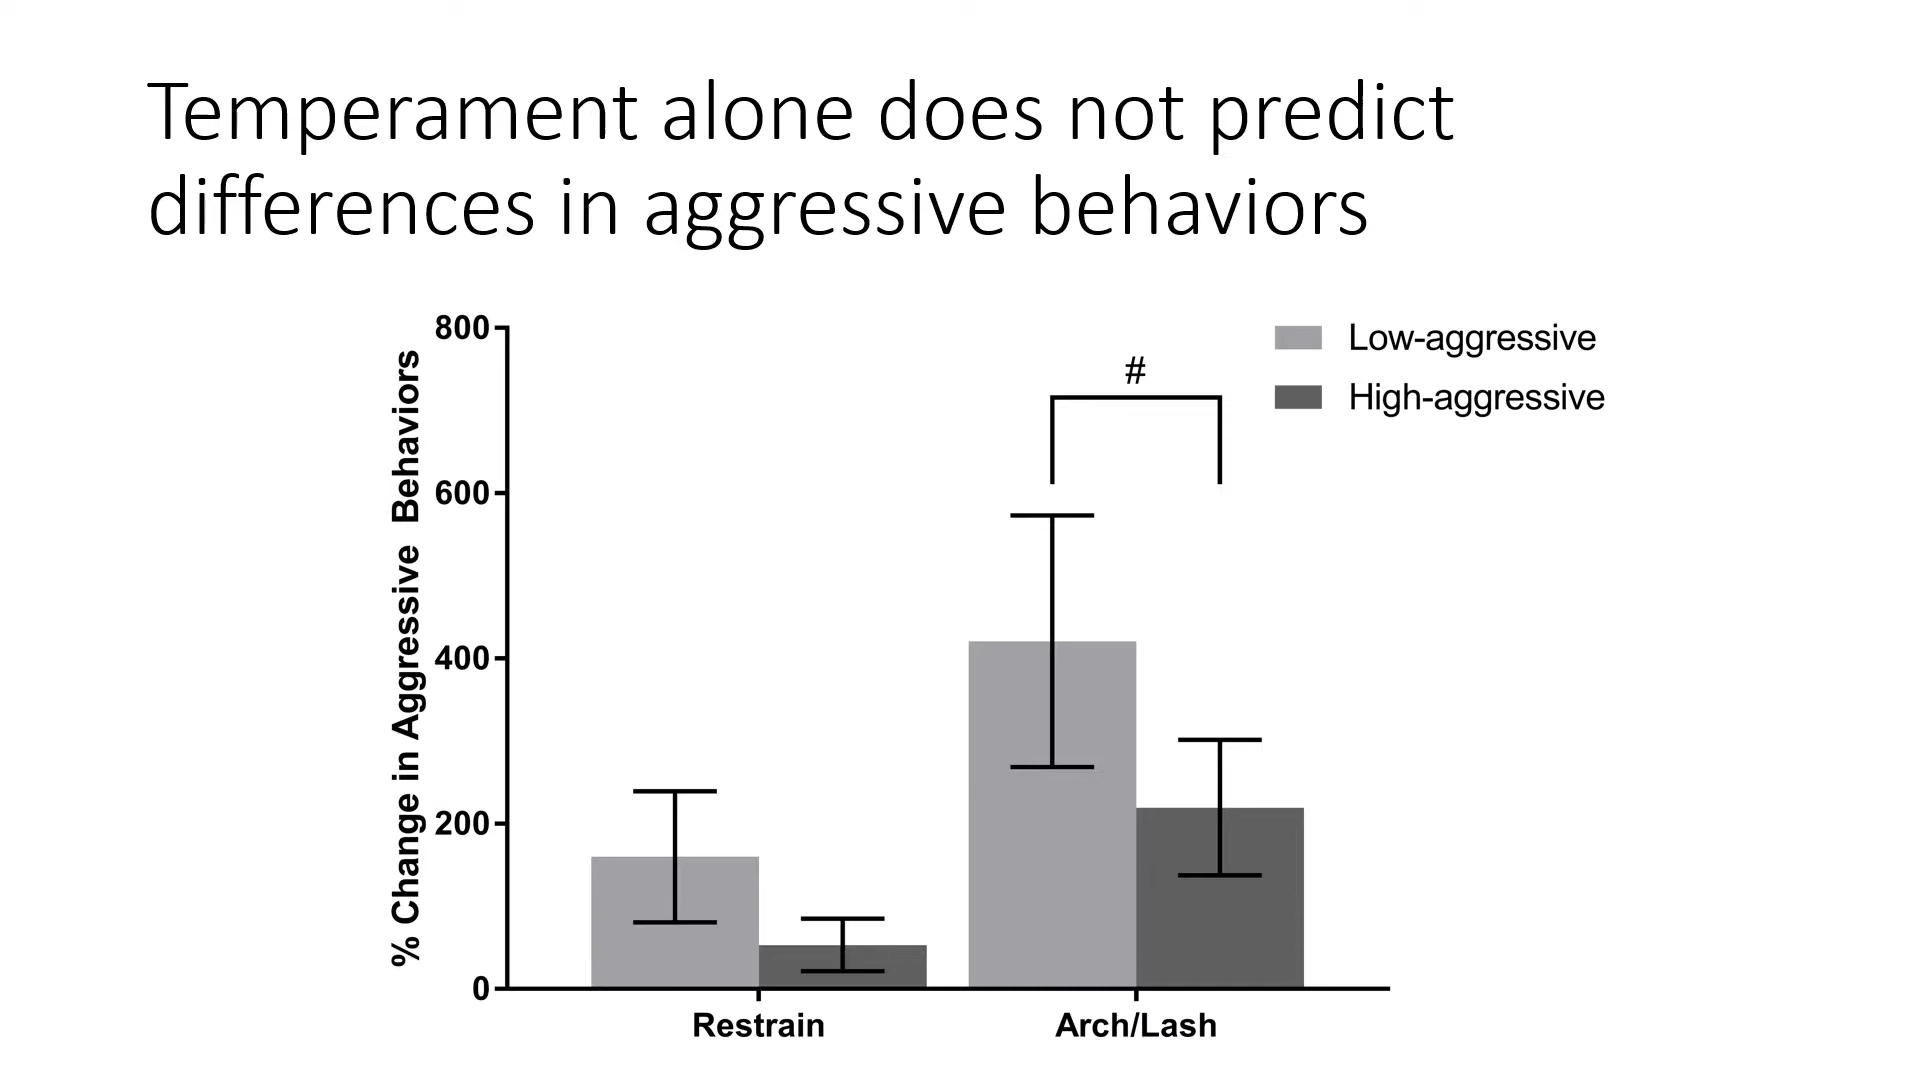 Temperament alone does not predict
differences in aggressive behaviors
% Change in Aggressive Behaviors
800
600
400
200
0
#
Low-aggressive
High-aggressive
Restrain
Arch/Lash